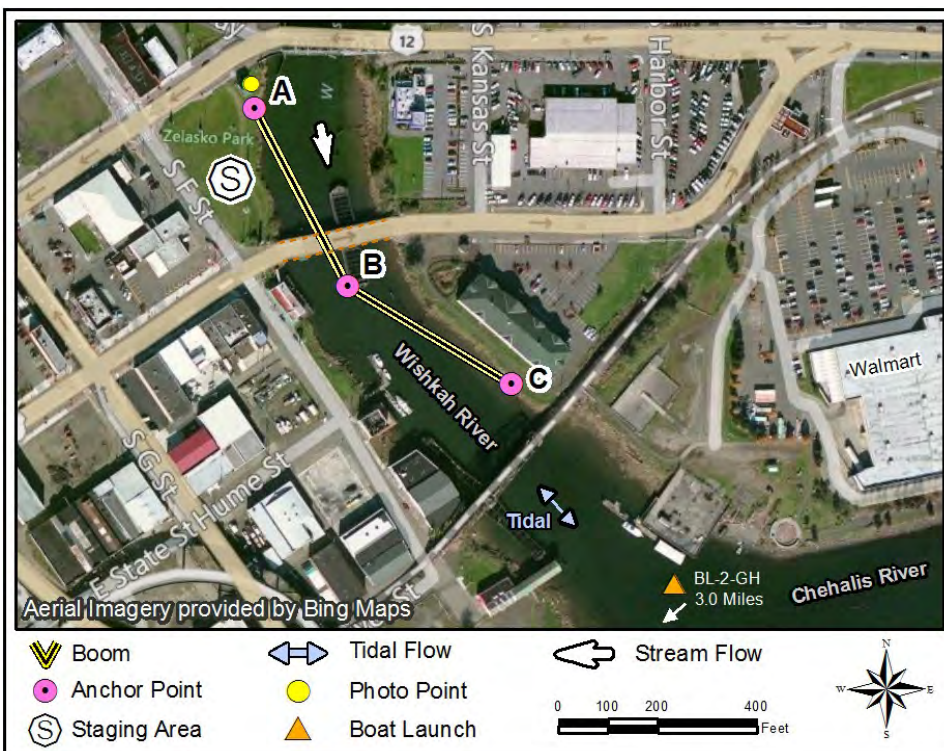 12
S Kansas St
Harbor St
A
W
Zelasko Park
S
S F St
B
C
Walmart
Wishkah River
S G St
Hume St
E State St
St
Tidal
BL-2-GH
3.0 Miles
Chehalis River
Aerial Imagery provided by Bing Maps
Boom
Tidal Flow
Stream Flow
Anchor Point
Photo Point
S Staging Area
Boat Launch
0 100 200 400
Feet
N
W E
S